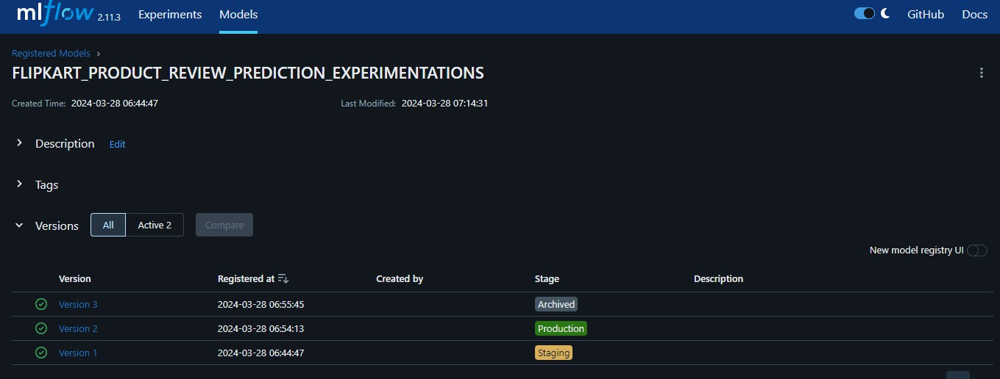 mlflow 2.11.3 Experiments Models GitHub Docs
Registered Models ›
FLIPKART_PRODUCT_REVIEW_PREDICTION_EXPERIMENTATIONS
Created Time: 2024-03-28 06:44:47 Last Modified: 2024-03-28 07:14:31
Description Edit
Tags
Versions All Active 2 Compare
New model registry UI
Version Registered at Created by Stage Description
Version 3 2024-03-28 06:55:45 Archived
Version 2 2024-03-28 06:54:13 Production
Version 1 2024-03-28 06:44:47 Staging